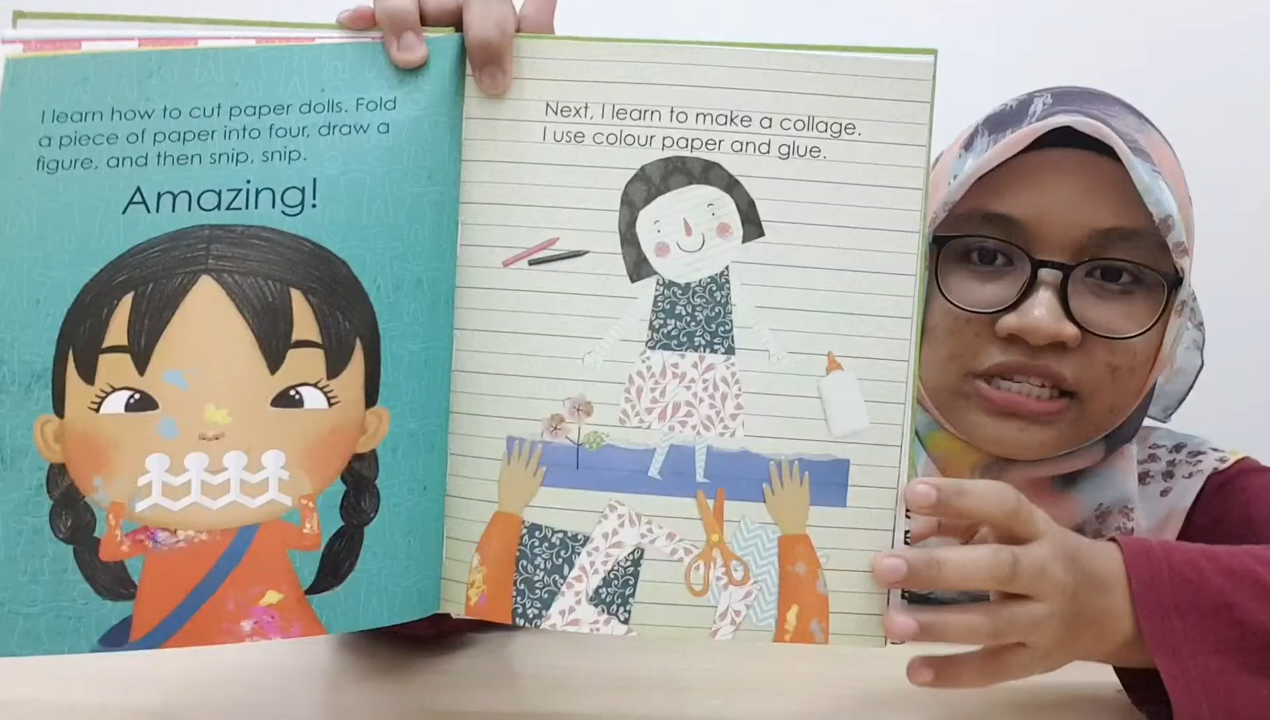 I learn how to cut paper dolls. Fold
a piece of paper into four, draw a
figure, and then snip, snip.
Amazing!
Next, I learn to make a collage.
I use colour paper and glue.